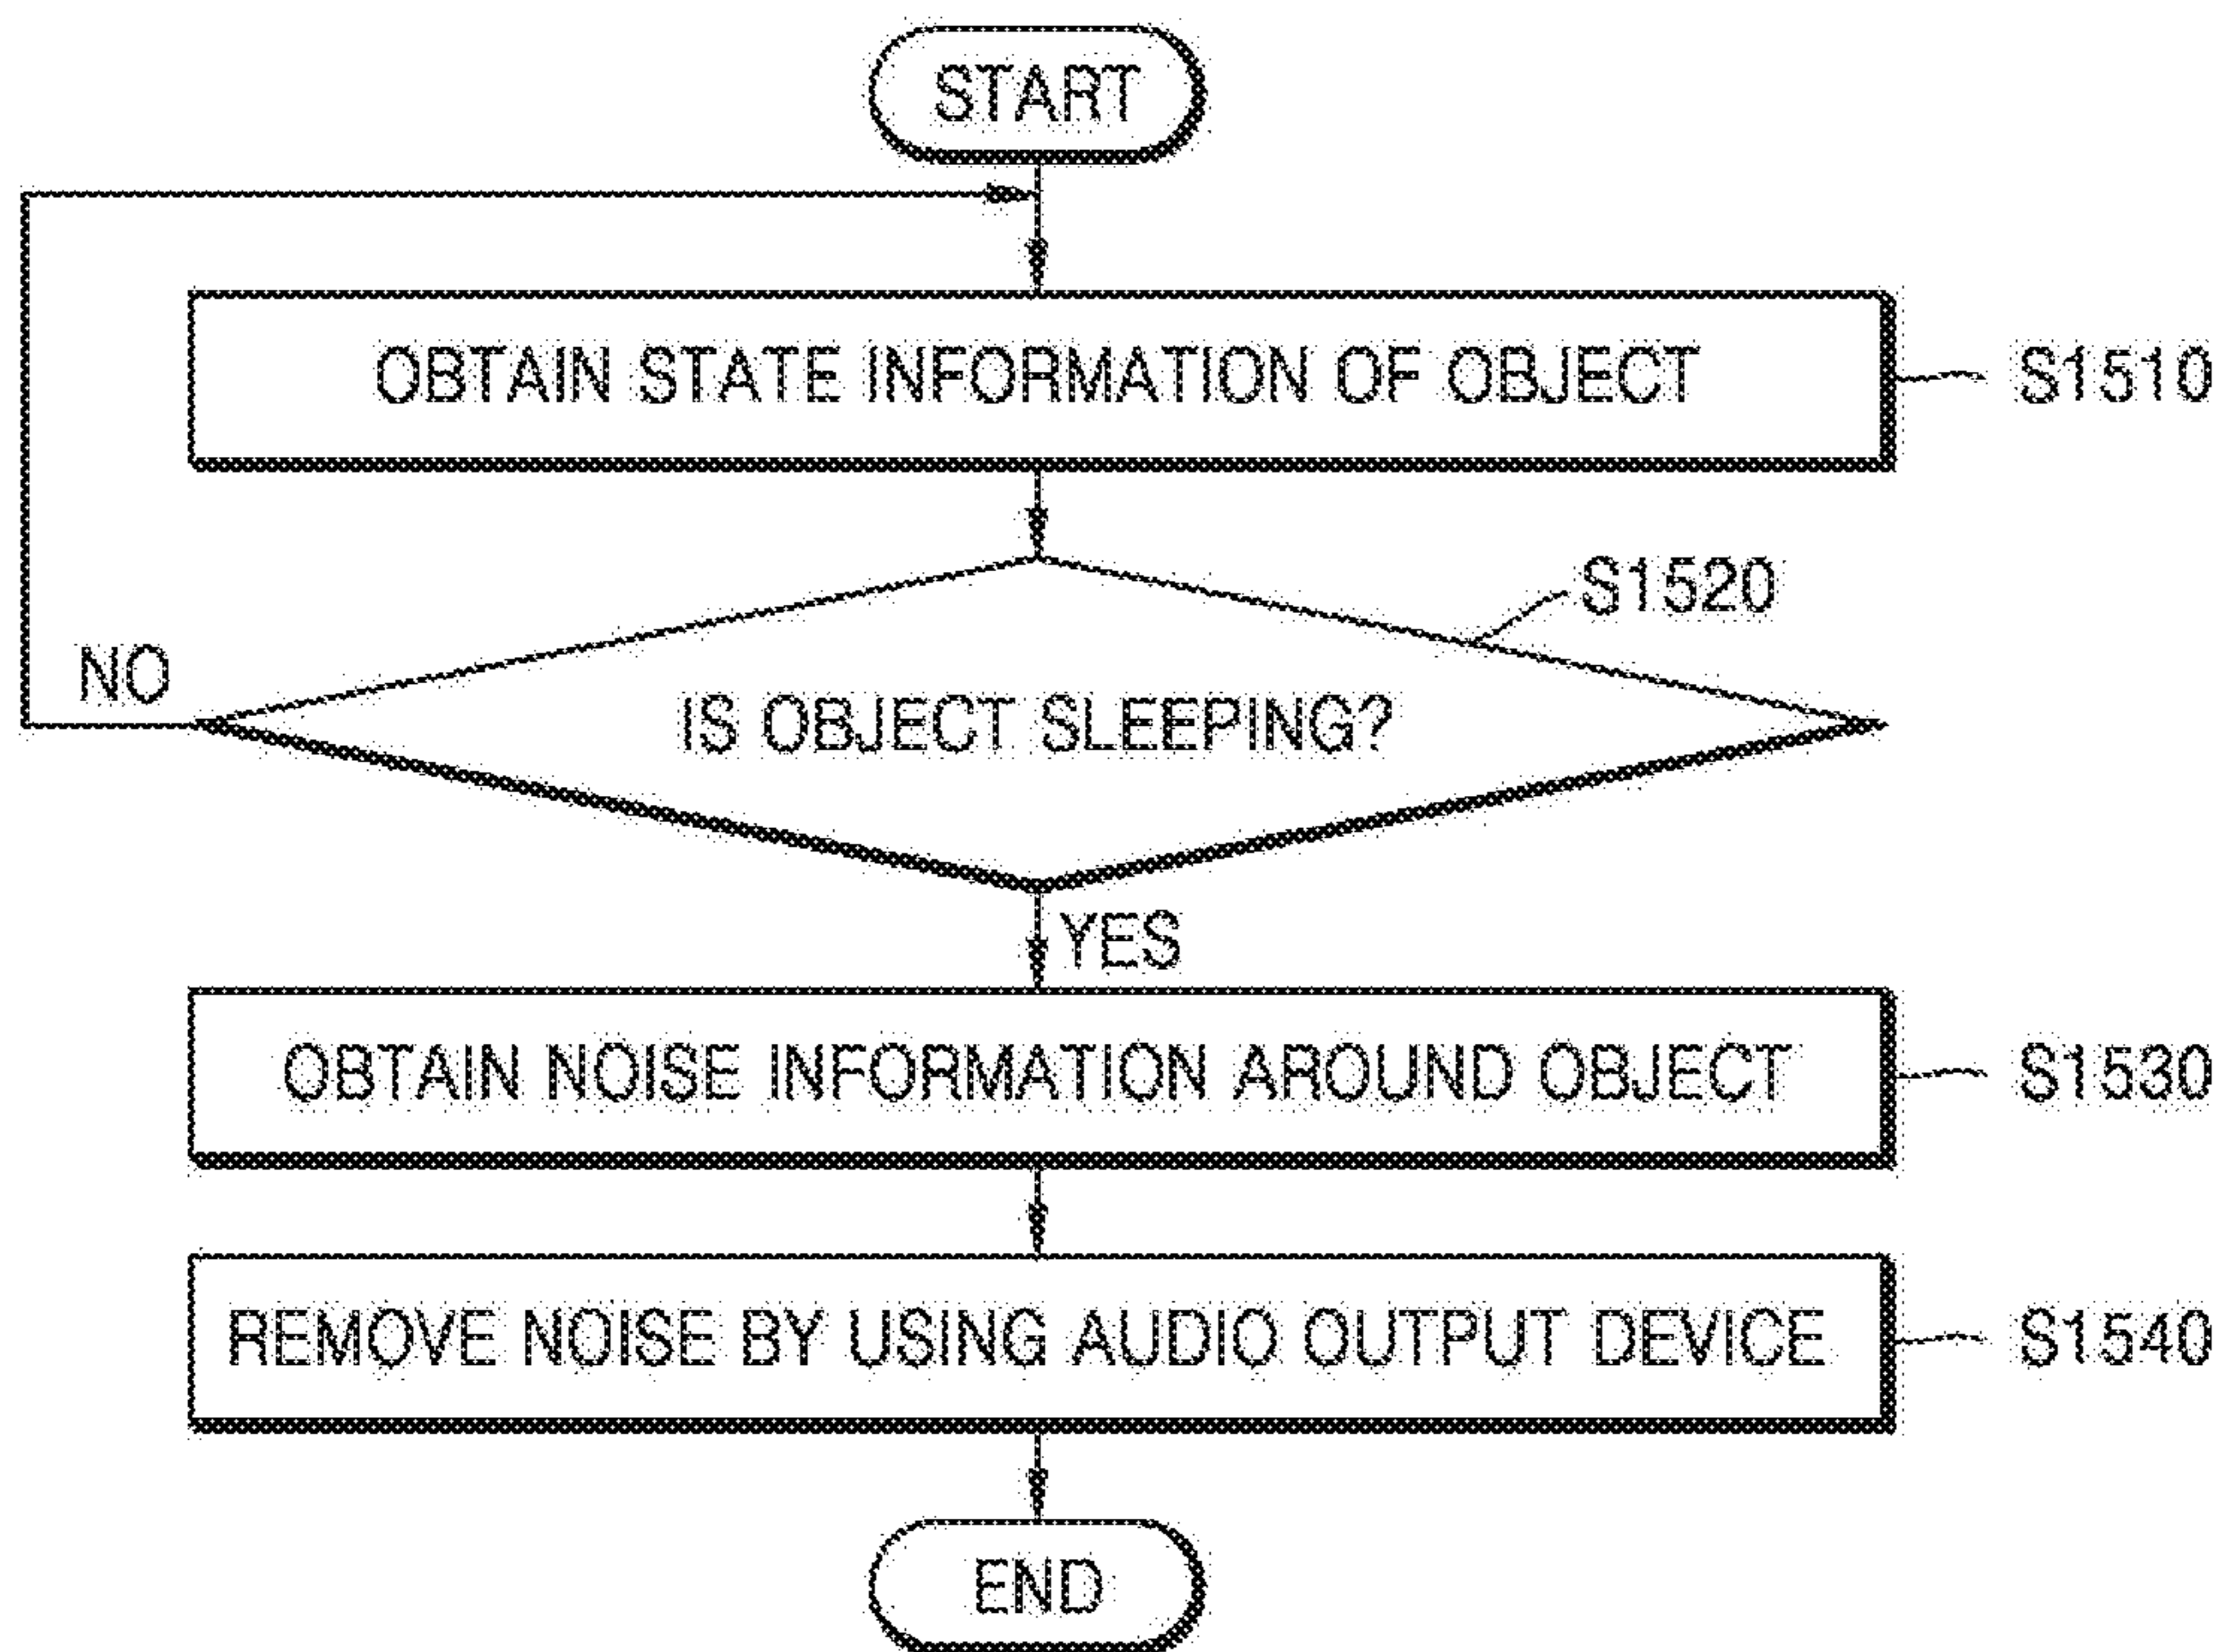 START
OBTAIN STATE INFORMATION OF OBJECT
S1510
S1520
NO
IS OBJECT SLEEPING?
YES
OBTAIN NOISE INFORMATION AROUND OBJECT
S1530
REMOVE NOISE BY USING AUDIO OUTPUT DEVICE
S1540
END